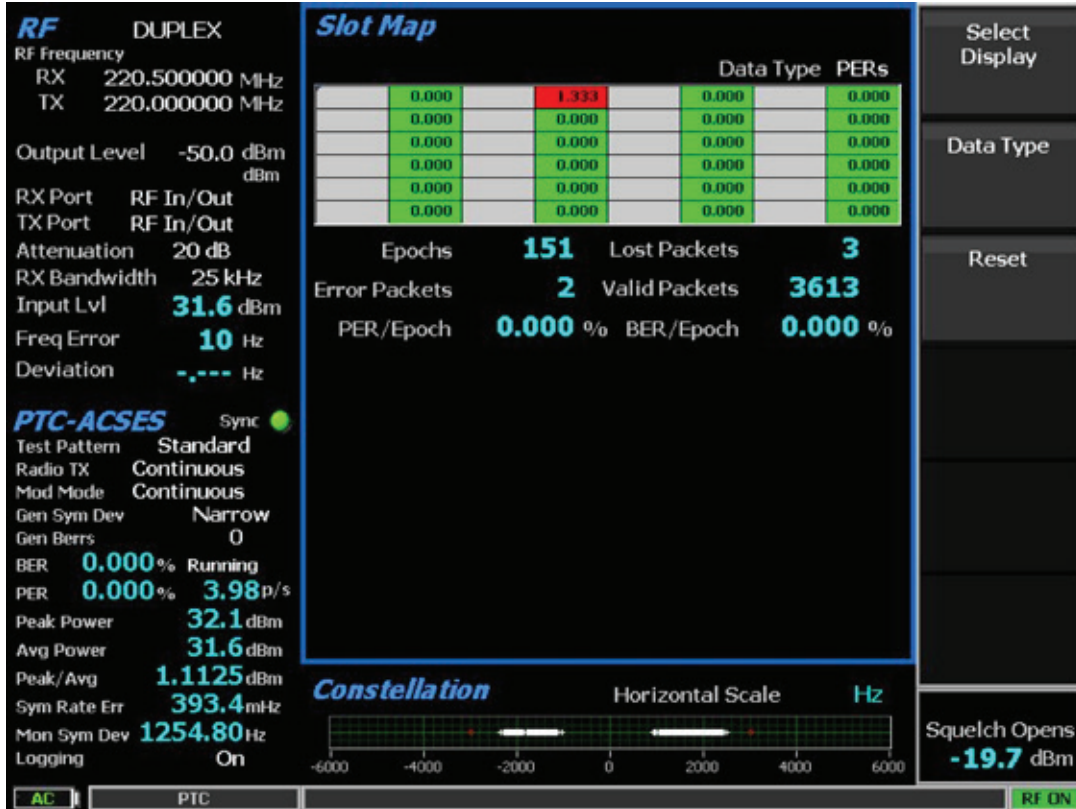 RF DUPLEX
RF Frequency
RX 220.500000 MHz
TX 220.000000 MHz
Output Level -50.0 dBm
dBm
RX Port RF In/Out
TX Port RF In/Out
Attenuation 20 dB
RX Bandwidth 25 kHz
Input Lvl 31.6 dBm
Freq Error 10 Hz
Deviation -.--- Hz
PTC-ACSES Sync
Test Pattern Standard
Radio TX Continuous
Mod Mode Continuous
Gen Sym Dev Narrow
Gen Berrs 0
BER 0.000% Running
PER 0.000% 3.98p/s
Peak Power 32.1 dBm
Avg Power 31.6 dBm
Peak/Avg 1.1125 dBm
Sym Rate Err 393.4 mHz
Mon Sym Dev 1254.80 Hz
Logging On
Slot Map
Data Type PERs
0.000 1.333 0.000 0.000
0.000 0.000 0.000 0.000
0.000 0.000 0.000 0.000
0.000 0.000 0.000 0.000
0.000 0.000 0.000 0.000
0.000 0.000 0.000 0.000
Epochs 151 Lost Packets 3
Error Packets 2 Valid Packets 3613
PER/Epoch 0.000 % BER/Epoch 0.000 %
Constellation Horizontal Scale Hz
-6000 -4000 -2000 0 2000 4000 6000
Select
Display
Data Type
Reset
Squelch Opens
-19.7 dBm
AC PTC RF ON